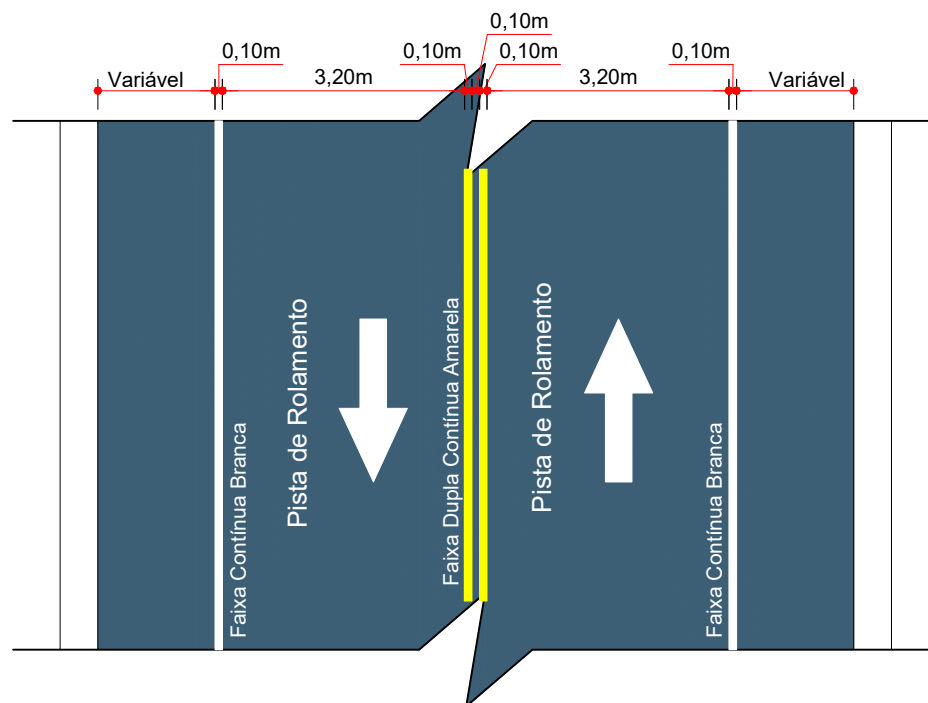 0,10m
0,10m
0,10m
0,10m
0,10m
Variável
3,20m
3,20m
Variável
Faixa Contínua Branca
Pista de Rolamento
Faixa Dupla Contínua Amarela
Pista de Rolamento
Faixa Contínua Branca